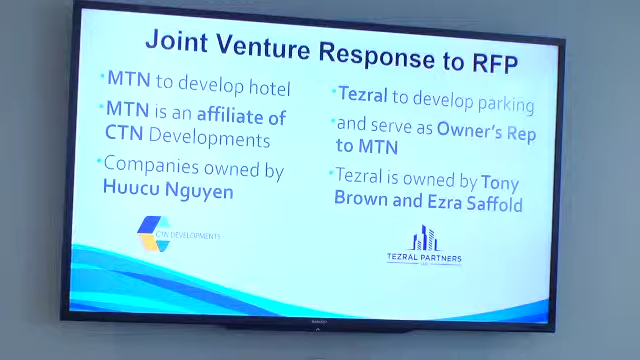 Joint Venture Response to RFP
•MTN to develop hotel
•MTN is an affiliate of
CTN Developments
•Companies owned by
Huucu Nguyen
CTN DEVELOPMENTS
•Tezral to develop parking
•and serve as Owner's Rep
to MTN
•Tezral is owned by Tony
Brown and Ezra Saffold
TEZRAL PARTNERS